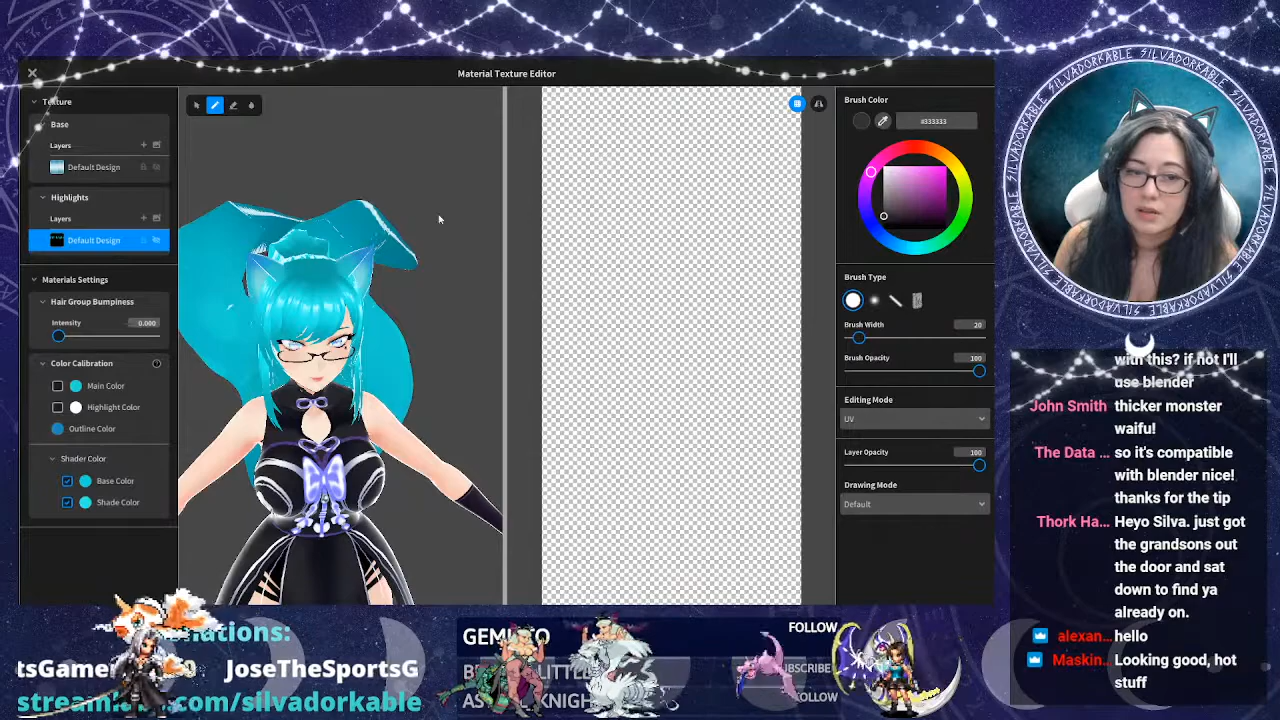 Material Texture Editor
Texture
Base
Layers
Default Design
Highlights
Layers
Default Design
Materials Settings
Hair Group Bumpiness
Intensity
0.000
Color Calibration
Main Color
Highlight Color
Outline Color
Shader Color
Base Color
Shade Color
Brush Color
#333333
Brush Type
Brush Width
20
Brush Opacity
100
Editing Mode
UV
Layer Opacity
100
Drawing Mode
Default
SILVADORKABLE
with this? if not I'll
use blender
John Smith thicker monster
waifu!
The Data ... so it's compatible
with blender nice!
thanks for the tip
Thork Ha... Heyo Silva. just got
the grandsons out
the door and sat
down to find ya
already on.
alexan... hello
Maskin... Looking good, hot
stuff
JoseTheSportsG
FOLLOW